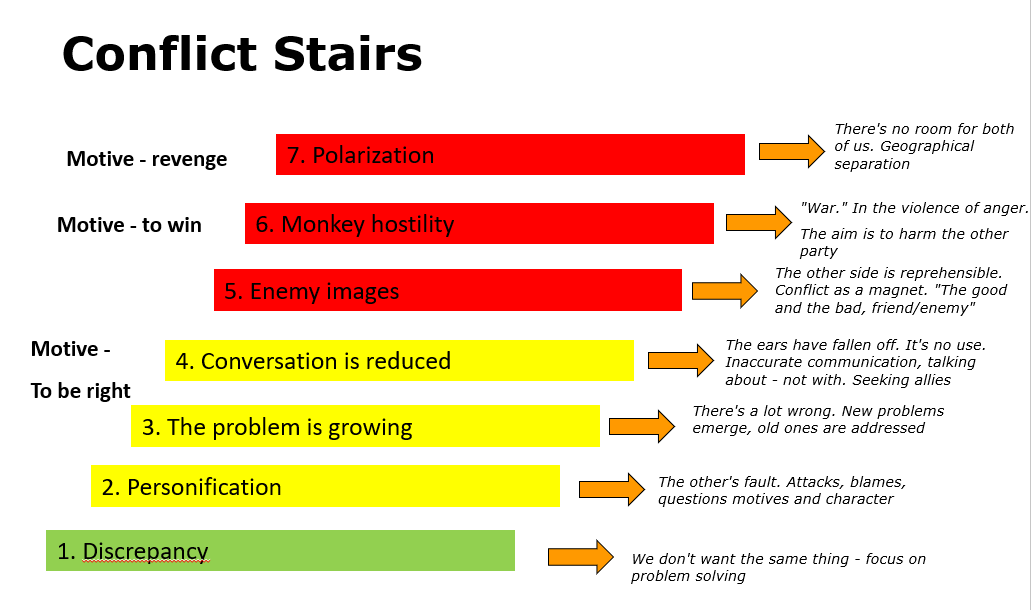 Conflict Stairs
Motive - revenge
7. Polarization
There's no room for both
of us. Geographical
separation
Motive - to win
6. Monkey hostility
"War." In the violence of anger.
The aim is to harm the other
party
5. Enemy images
The other side is reprehensible.
Conflict as a magnet. "The good
and the bad, friend/enemy"
Motive -
To be right
4. Conversation is reduced
The ears have fallen off. It's no use.
Inaccurate communication, talking
about - not with. Seeking allies
3. The problem is growing
There's a lot wrong. New problems
emerge, old ones are addressed
2. Personification
The other's fault. Attacks, blames,
questions motives and character
1. Discrepancy
We don't want the same thing - focus on
problem solving